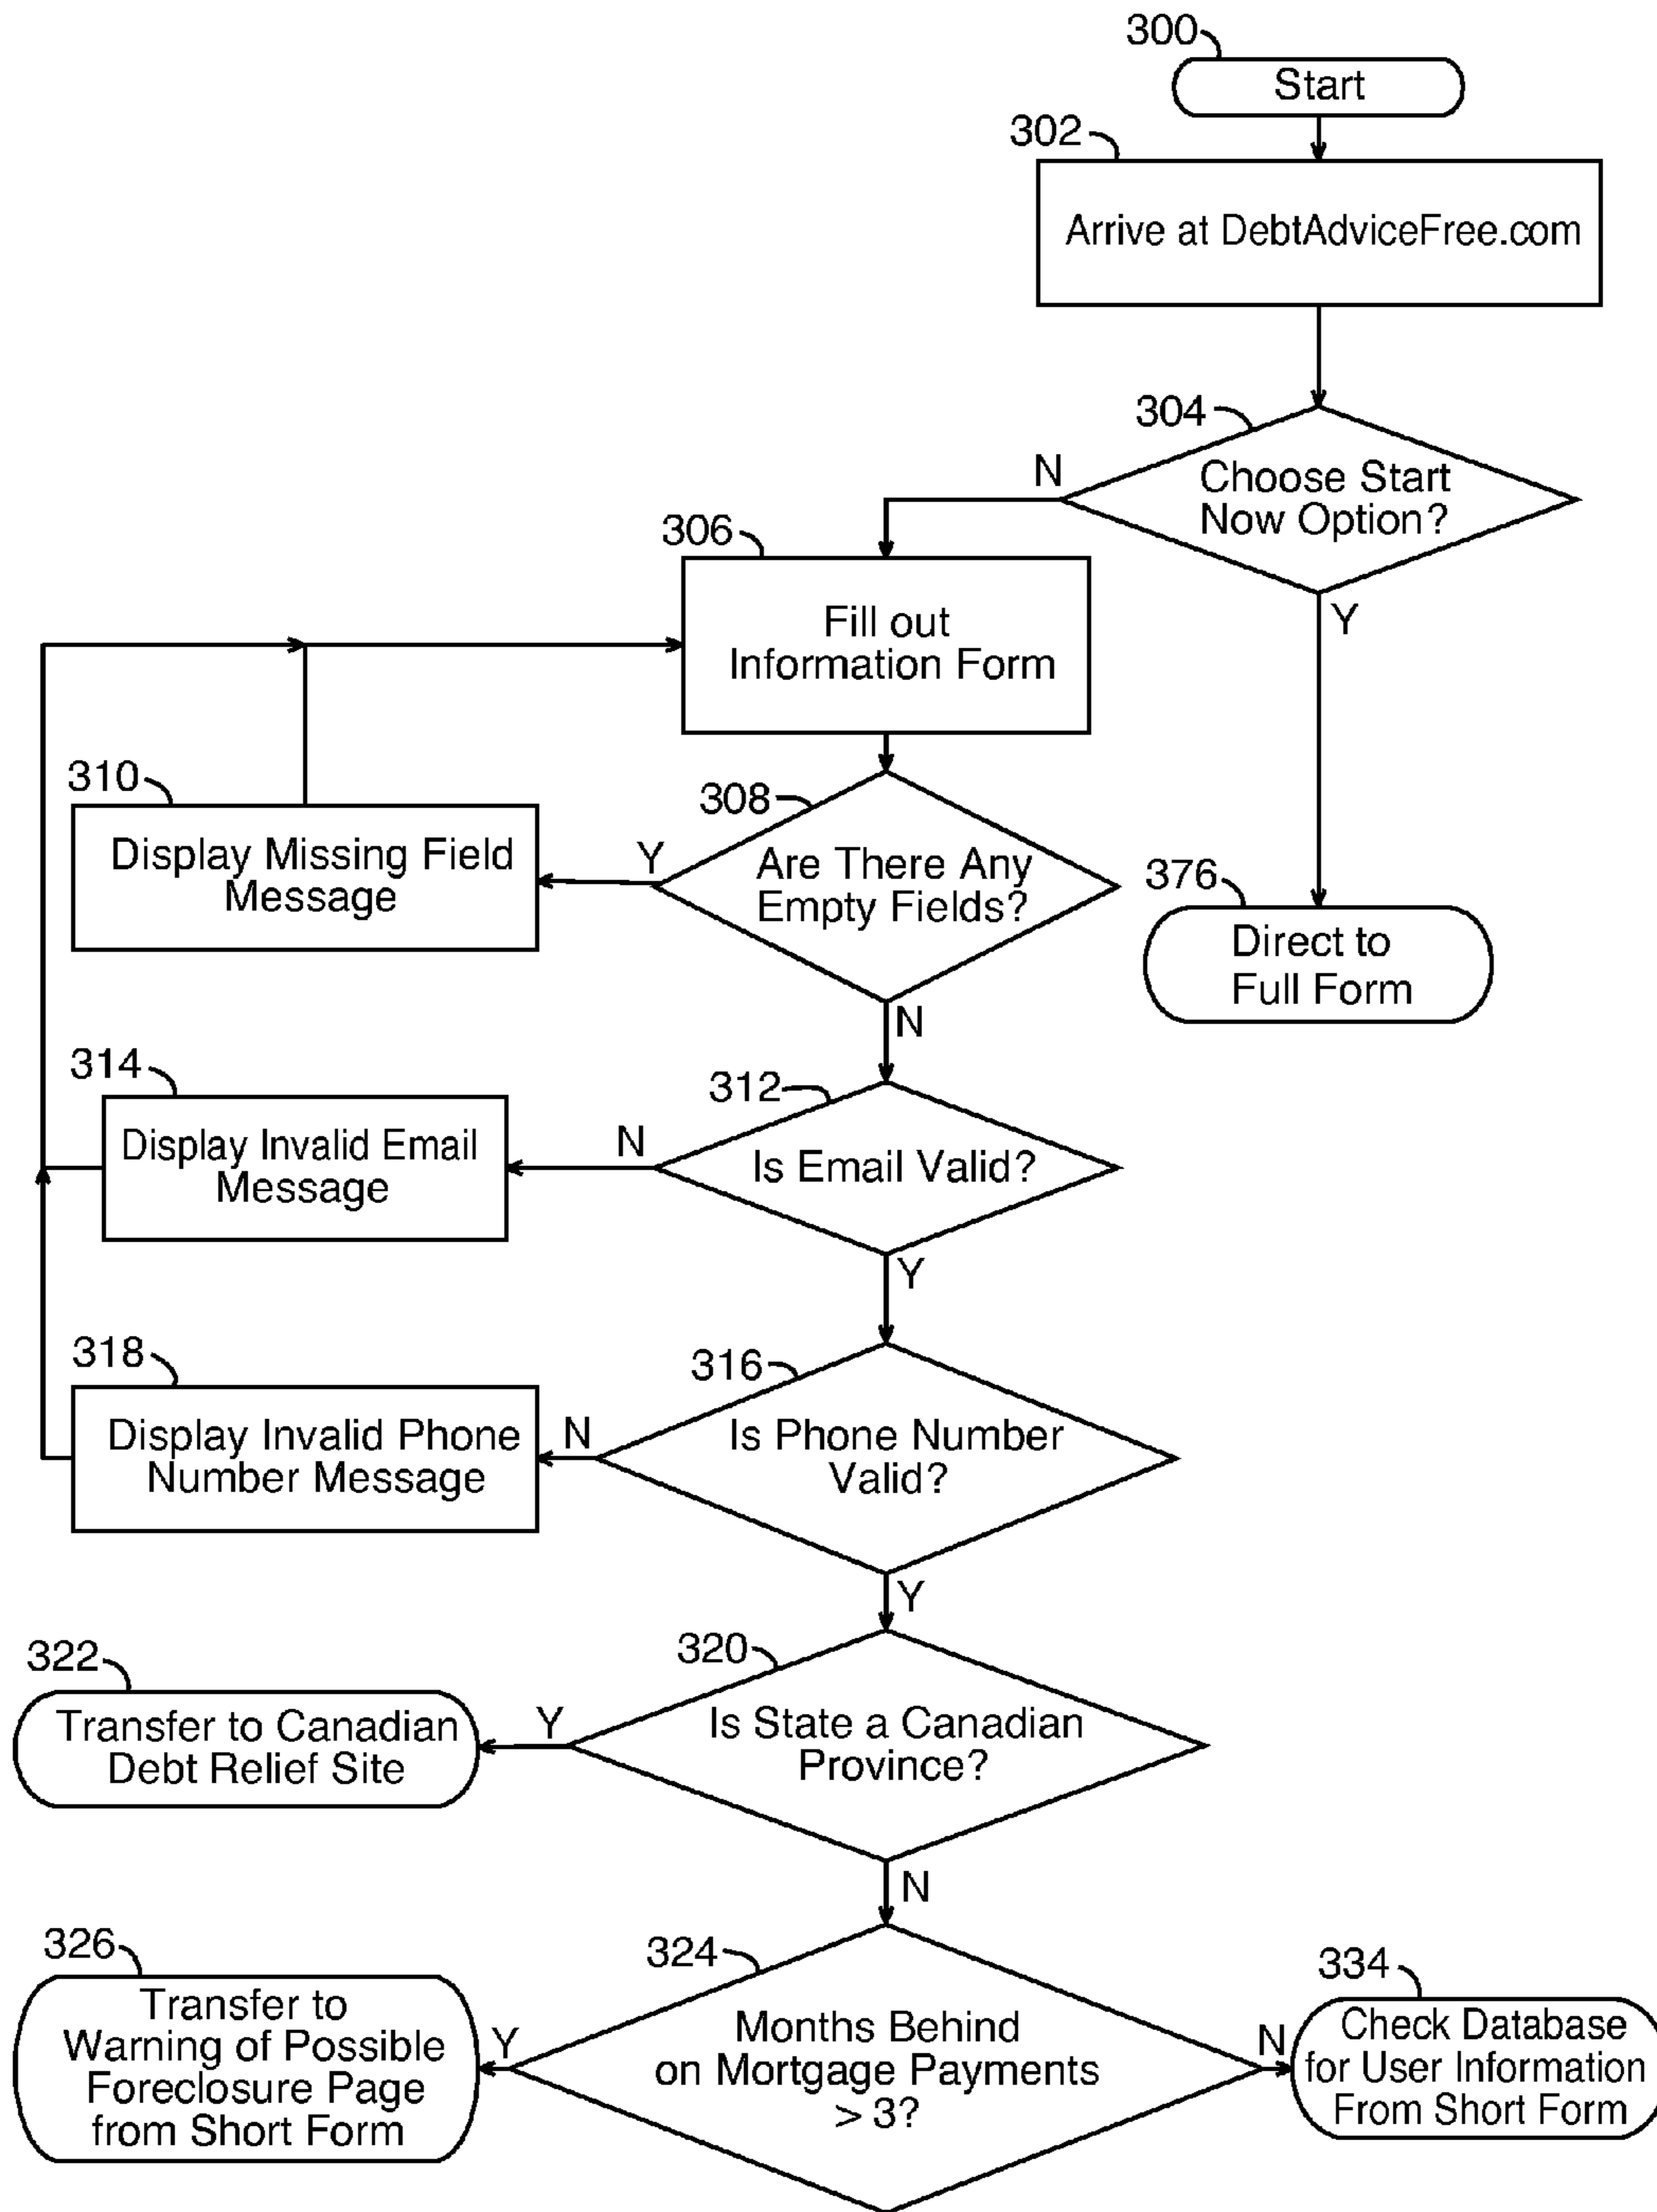 300
Start
302
Arrive at DebtAdviceFree.com
304
N
Choose Start
Now Option?
Y
306
Fill out
Information Form
310
Display Missing Field
Message
308
Y
Are There Any
Empty Fields?
N
376
Direct to
Full Form
314
Display Invalid Email
Message
312
N
Is Email Valid?
Y
318
Display Invalid Phone
Number Message
316
N
Is Phone Number
Valid?
Y
322
Transfer to Canadian
Debt Relief Site
320
Y
Is State a Canadian
Province?
N
326
Transfer to
Warning of Possible
Foreclosure Page
from Short Form
324
Y
Months Behind
on Mortgage Payments
> 3?
N
334
Check Database
for User Information
From Short Form